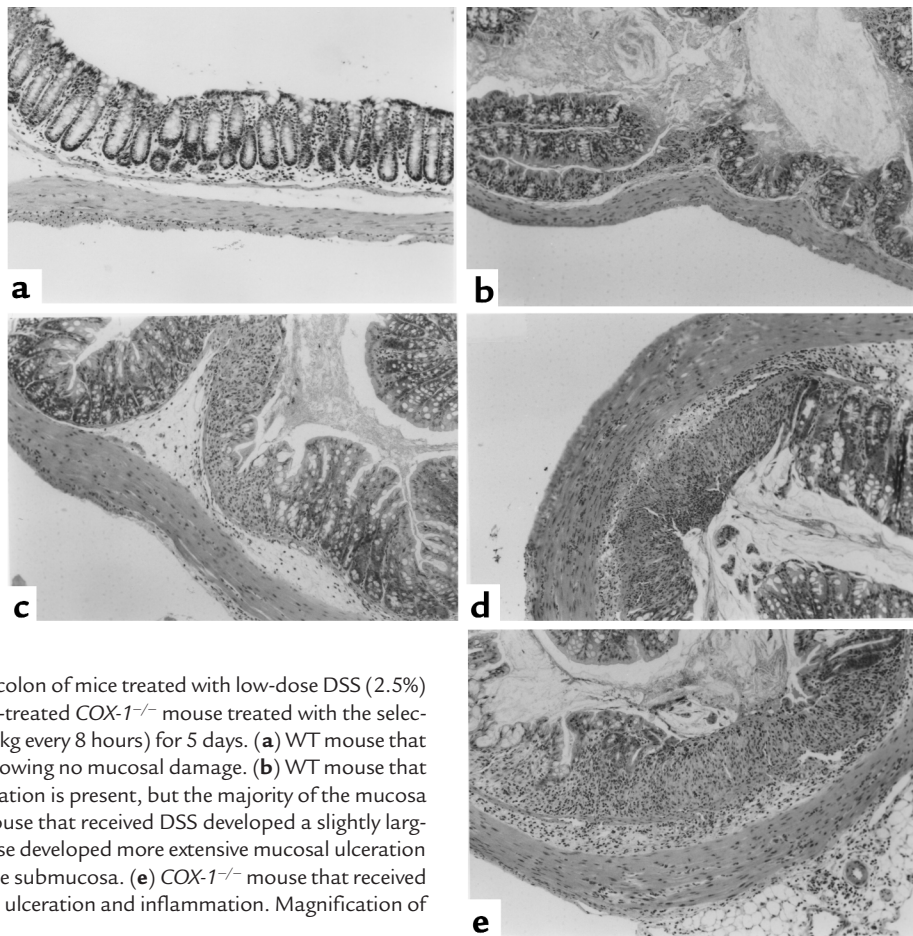 a
b
c
d
colon of mice treated with low-dose DSS (2.5%)
-treated COX-1–/– mouse treated with the selec-
kg every 8 hours) for 5 days. (a) WT mouse that
owing no mucosal damage. (b) WT mouse that
ation is present, but the majority of the mucosa
ouse that received DSS developed a slightly larg-
se developed more extensive mucosal ulceration
e submucosa. (e) COX-1–/– mouse that received
ulceration and inflammation. Magnification of
e